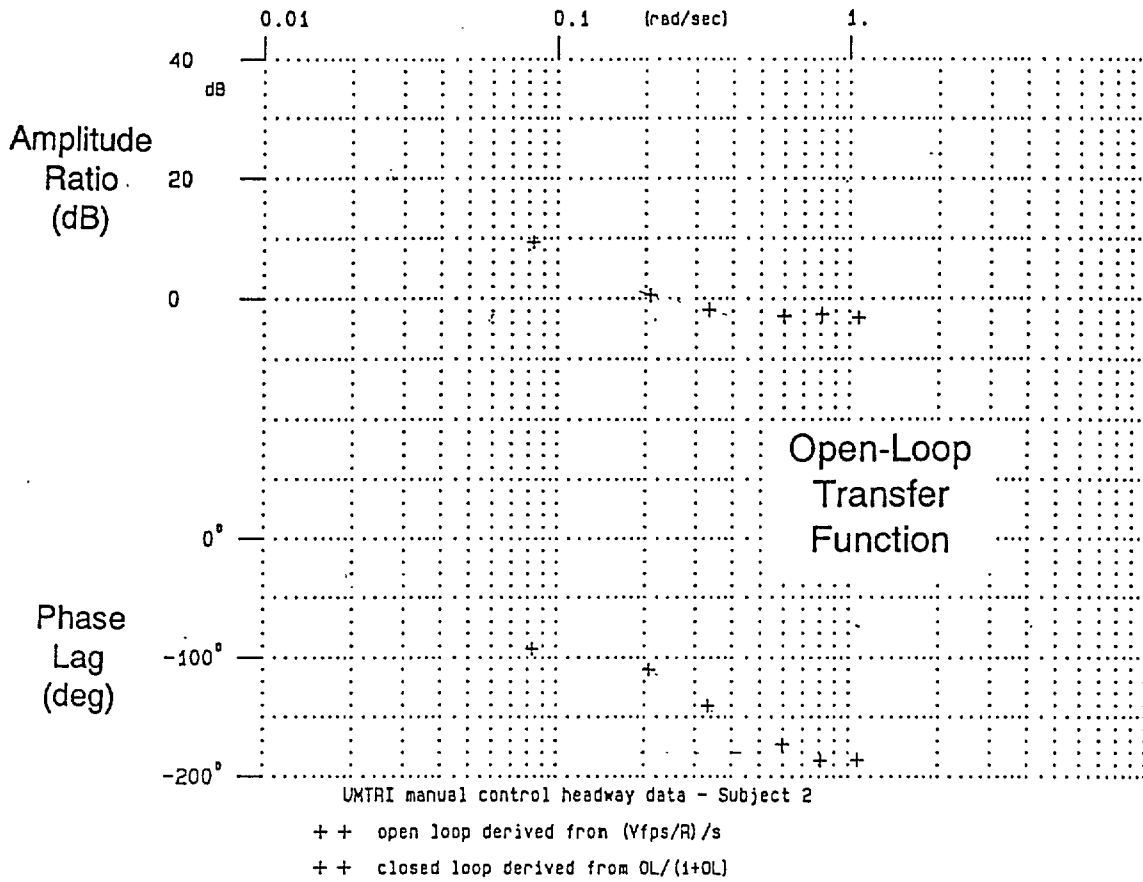 0.01 0.1 (rad/sec) 1.
40
dB
Amplitude
Ratio
(dB)
20
0
Open-Loop
Transfer
Function
0°
Phase
Lag
(deg)
-100°
-200°
UMTRI manual control headway data - Subject 2
+ + open loop derived from (Vfps/R)/s
+ + closed loop derived from OL/(1+OL)